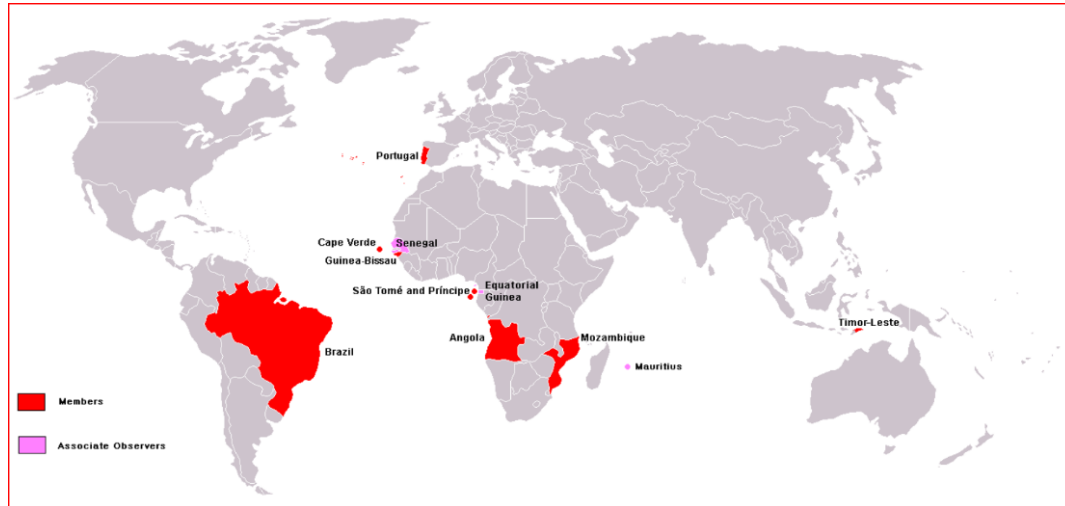 Portugal
Cape Verde
Senegal
Guinea-Bissau
São Tomé and Príncipe
Equatorial
Guinea
Timor-Leste
Angola
Mozambique
Brazil
Mauritius
Members
Associate Observers